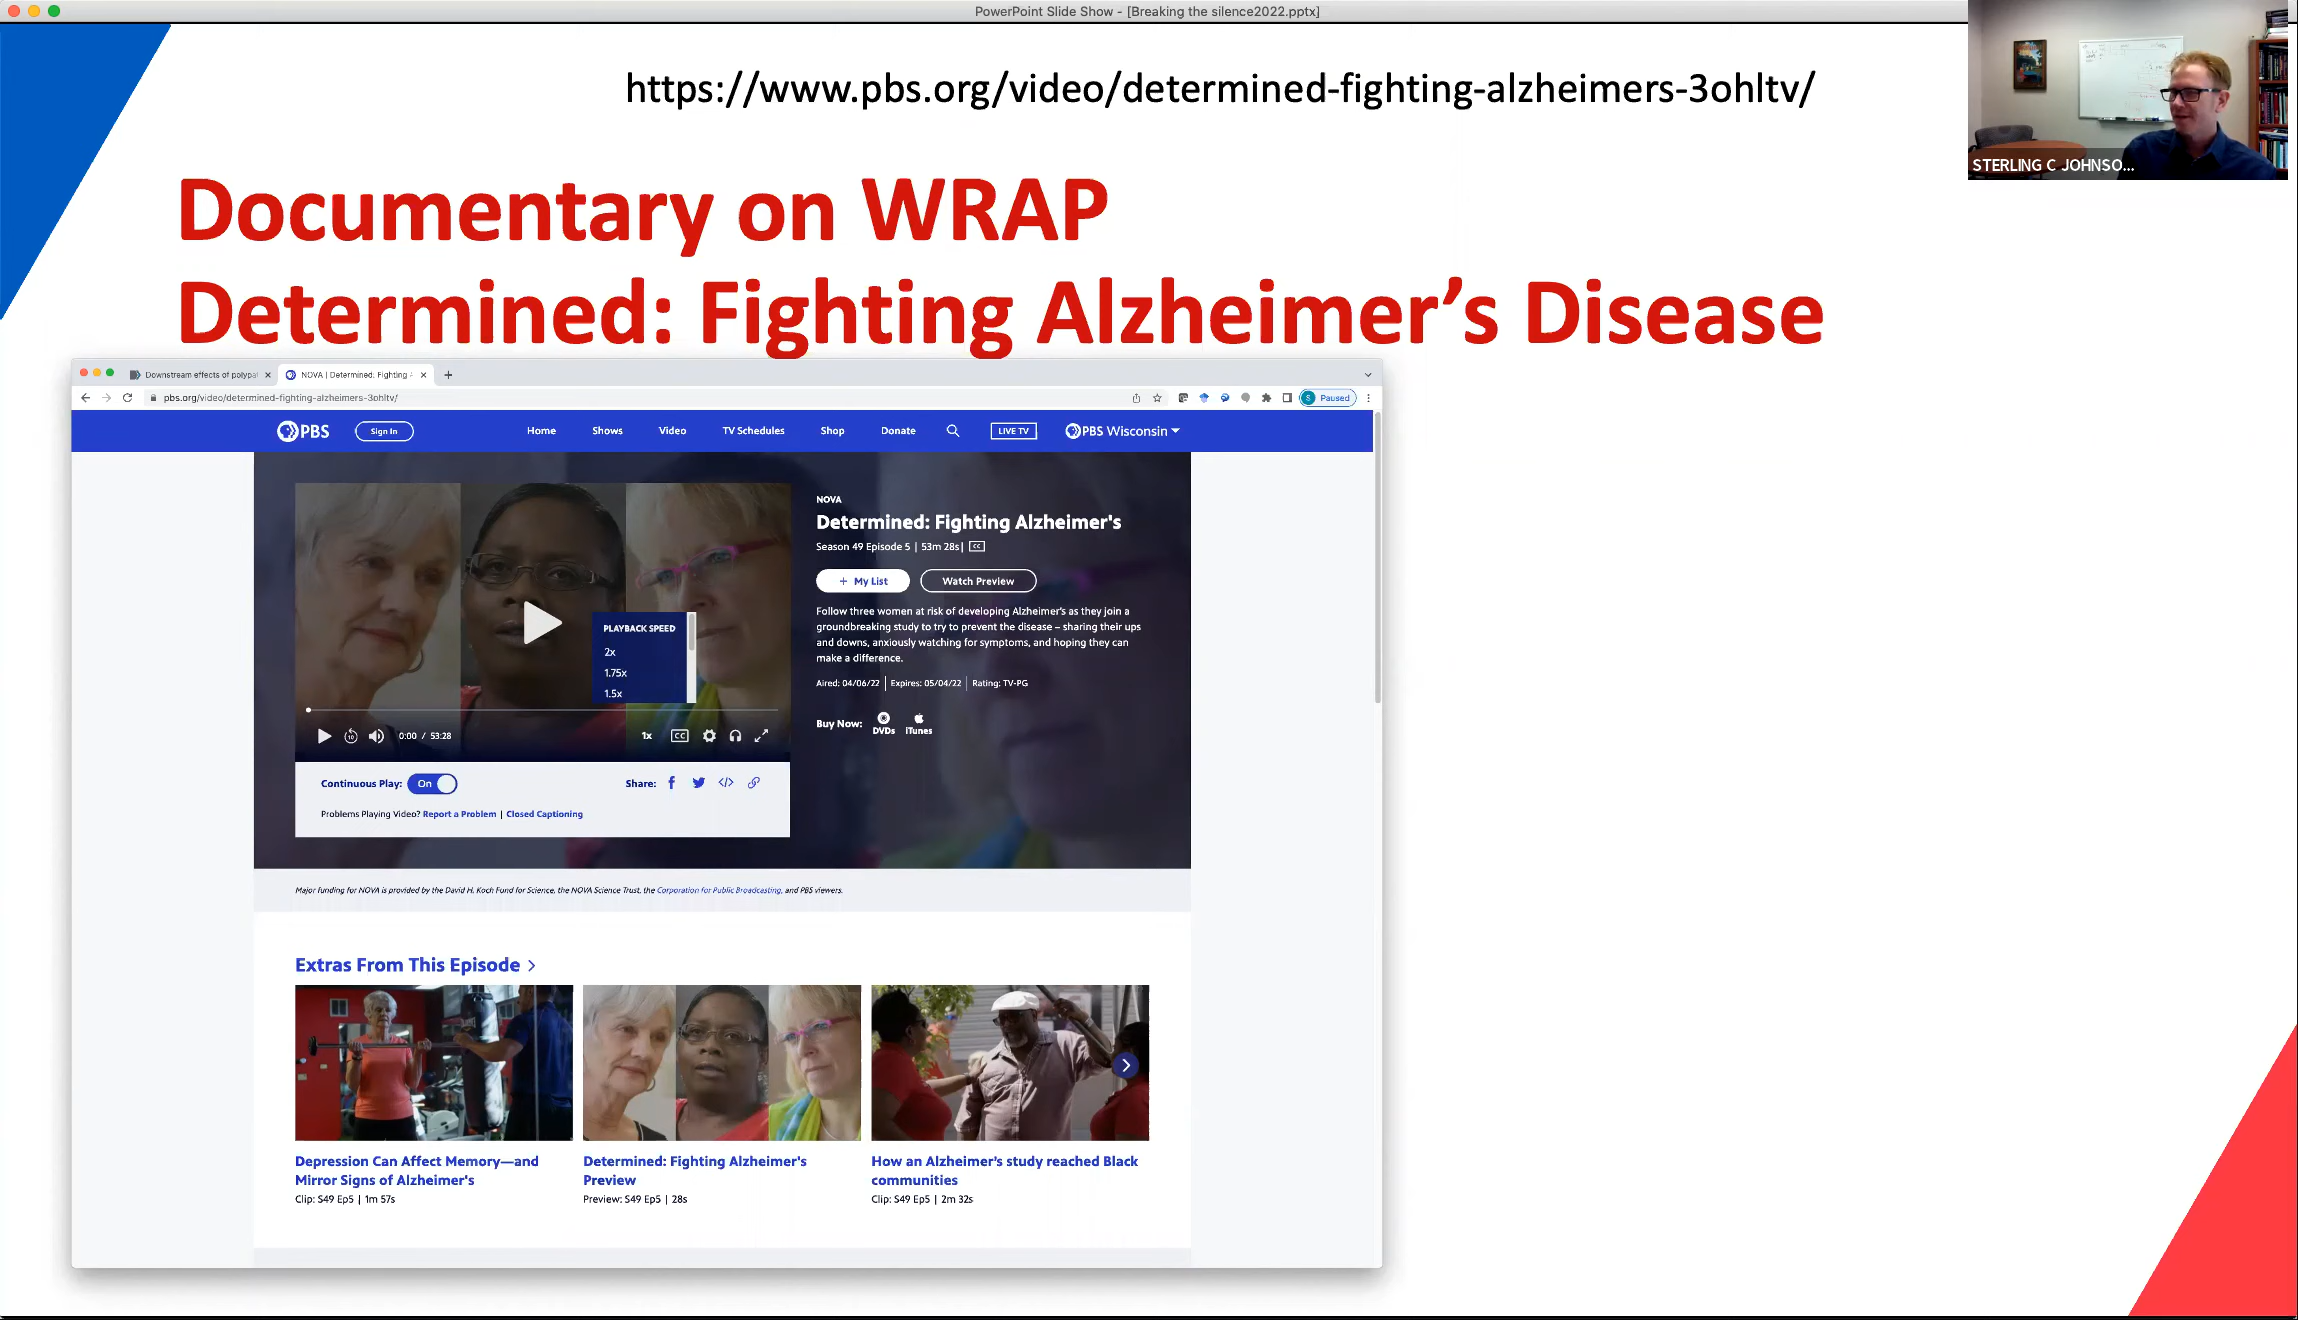 PowerPoint Slide Show - [Breaking the silence2022.pptx]
https://www.pbs.org/video/determined-fighting-alzheimers-3ohltv/
STERLING C JOHNSO...
Documentary on WRAP
Determined: Fighting Alzheimer's Disease
Downstream effects of polypa
NOVA | Determined: Fighting
pbs.org/video/determined-fighting-alzheimers-3ohltv/
S Paused
PBS Sign In Home Shows Video TV Schedules Shop Donate LIVE TV PBS Wisconsin
NOVA
Determined: Fighting Alzheimer's
Season 49 Episode 5 | 53m 28s| CC
+ My List Watch Preview
Follow three women at risk of developing Alzheimer's as they join a
groundbreaking study to try to prevent the disease – sharing their ups
and downs, anxiously watching for symptoms, and hoping they can
make a difference.
Aired: 04/06/22 | Expires: 05/04/22 | Rating: TV-PG
Buy Now: DVDs iTunes
PLAYBACK SPEED
2x
1.75x
1.5x
10 0:00 / 53:28 1x CC
Continuous Play: On Share:
Problems Playing Video? Report a Problem | Closed Captioning
Major funding for NOVA is provided by the David H. Koch Fund for Science, the NOVA Science Trust, the Corporation for Public Broadcasting, and PBS viewers.
Extras From This Episode >
Depression Can Affect Memory—and
Mirror Signs of Alzheimer's
Clip: S49 Ep5 | 1m 57s
Determined: Fighting Alzheimer's
Preview
Preview: S49 Ep5 | 28s
How an Alzheimer's study reached Black
communities
Clip: S49 Ep5 | 2m 32s